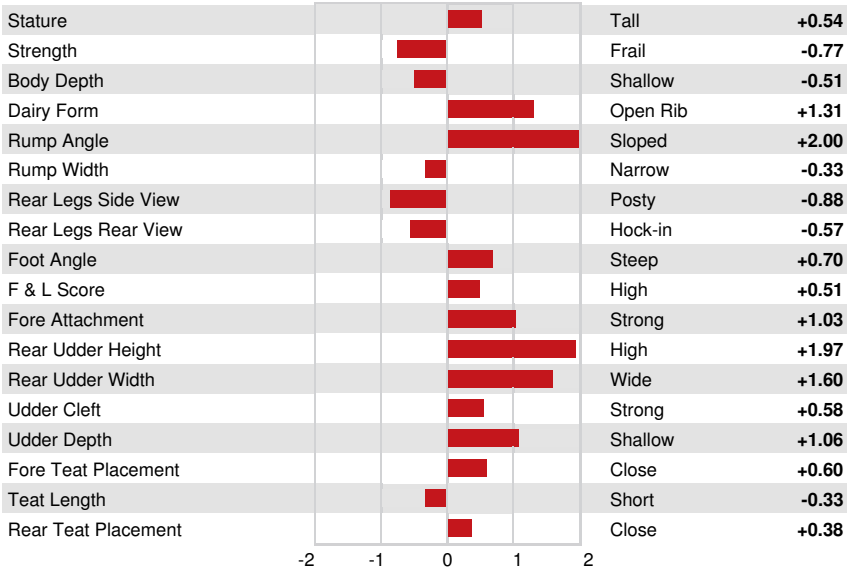 Stature Tall +0.54
Strength Frail -0.77
Body Depth Shallow -0.51
Dairy Form Open Rib +1.31
Rump Angle Sloped +2.00
Rump Width Narrow -0.33
Rear Legs Side View Posty -0.88
Rear Legs Rear View Hock-in -0.57
Foot Angle Steep +0.70
F & L Score High +0.51
Fore Attachment Strong +1.03
Rear Udder Height High +1.97
Rear Udder Width Wide +1.60
Udder Cleft Strong +0.58
Udder Depth Shallow +1.06
Fore Teat Placement Close +0.60
Teat Length Short -0.33
Rear Teat Placement Close +0.38
-2 -1 0 1 2